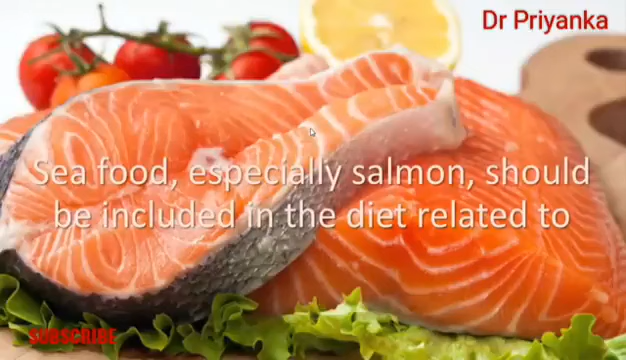 Dr Priyanka
Sea food, especially salmon, should
be included in the diet related to
SUBSCRIBE